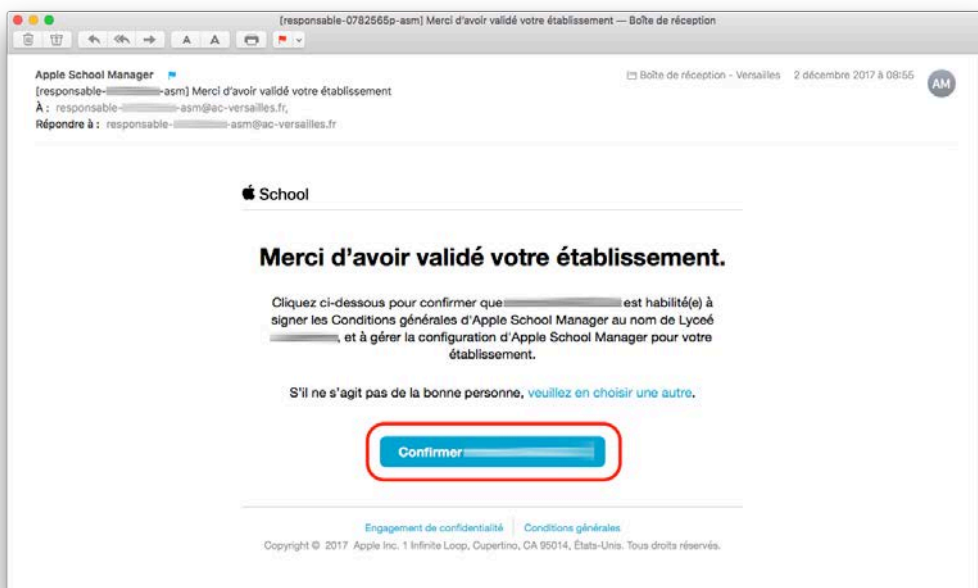 [responsable-0782565p-asm] Merci d'avoir validé votre établissement — Boîte de réception
A A
Apple School Manager
Boîte de réception - Versailles 2 décembre 2017 à 08:55
AM
[responsable- -asm] Merci d'avoir validé votre établissement
À : responsable- -asm@ac-versailles.fr,
Répondre à : responsable- -asm@ac-versailles.fr
School
Merci d'avoir validé votre établissement.
Cliquez ci-dessous pour confirmer que est habilité(e) à
signer les Conditions générales d'Apple School Manager au nom de Lyceé
, et à gérer la configuration d'Apple School Manager pour votre
établissement.
S'il ne s'agit pas de la bonne personne, veuillez en choisir une autre.
Confirmer
Engagement de confidentialité Conditions générales
Copyright © 2017 Apple Inc. 1 Infinite Loop, Cupertino, CA 95014, États-Unis. Tous droits réservés.